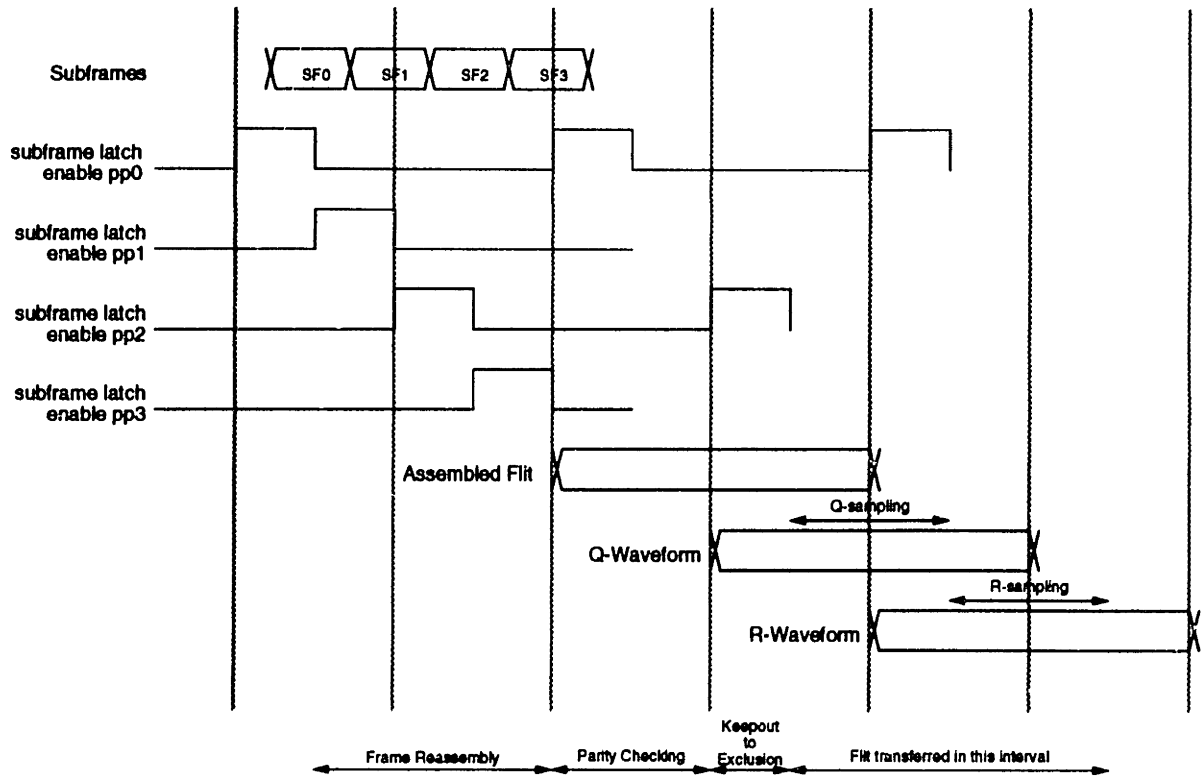 Subframes
SF0 SF1 SF2 SF3
subframe latch
enable pp0
subframe latch
enable pp1
subframe latch
enable pp2
subframe latch
enable pp3
Assembled Flit
Q-sampling
Q-Waveform
R-sampling
R-Waveform
Frame Reassembly
Parity Checking
Keepout
to
Exclusion
Flit transferred in this interval